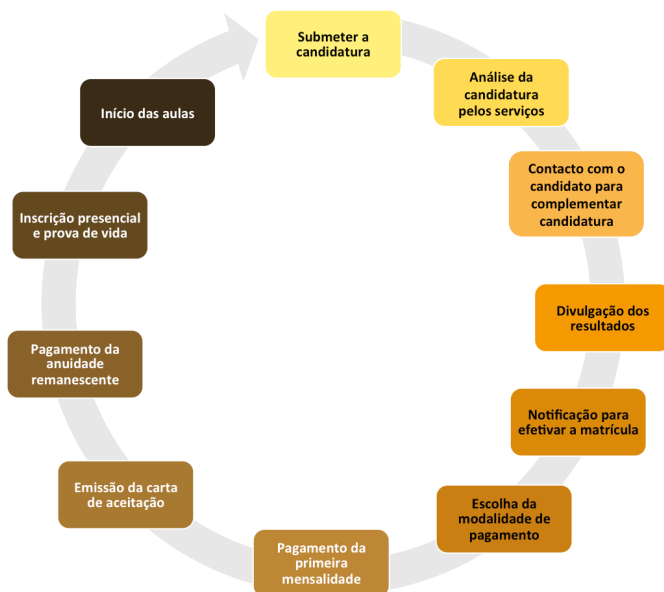 Submeter a
candidatura
Análise da
candidatura
pelos serviços
Contacto com o
candidato para
complementar
candidatura
Divulgação dos
resultados
Notificação para
efetivar a matrícula
Escolha da
modalidade de
pagamento
Pagamento da
primeira
mensalidade
Emissão da carta
de aceitação
Pagamento da
anuidade
remanescente
Inscrição presencial
e prova de vida
Início das aulas